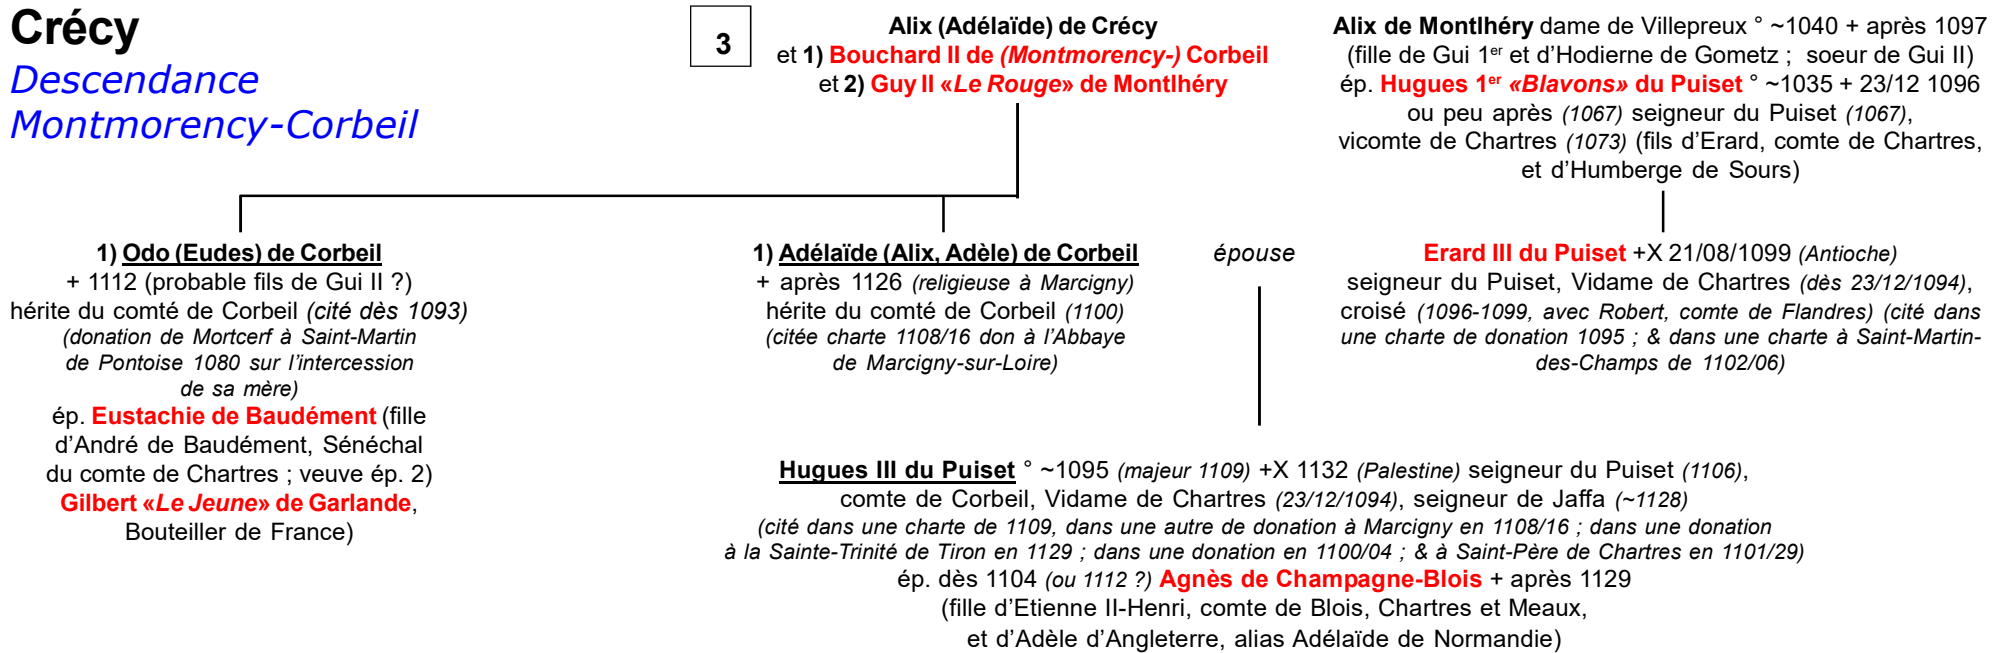 Crécy
Descendance
Montmorency-Corbeil
3
Alix (Adélaïde) de Crécy
et 1) Bouchard II de (Montmorency-) Corbeil
et 2) Guy II «Le Rouge» de Montlhéry
Alix de Montlhéry dame de Villepreux ° ~1040 + après 1097
(fille de Gui 1er et d'Hodierne de Gometz ; soeur de Gui II)
ép. Hugues 1er «Blavons» du Puiset ° ~1035 + 23/12 1096
ou peu après (1067) seigneur du Puiset (1067),
vicomte de Chartres (1073) (fils d'Erard, comte de Chartres,
et d'Humberge de Sours)
1) Odo (Eudes) de Corbeil
+ 1112 (probable fils de Gui II ?)
hérite du comté de Corbeil (cité dès 1093)
(donation de Mortcerf à Saint-Martin
de Pontoise 1080 sur l'intercession
de sa mère)
ép. Eustachie de Baudément (fille
d'André de Baudément, Sénéchal
du comte de Chartres ; veuve ép. 2)
Gilbert «Le Jeune» de Garlande,
Bouteiller de France)
1) Adélaïde (Alix, Adèle) de Corbeil
+ après 1126 (religieuse à Marcigny)
hérite du comté de Corbeil (1100)
(citée charte 1108/16 don à l'Abbaye
de Marcigny-sur-Loire)
épouse
Erard III du Puiset +X 21/08/1099 (Antioche)
seigneur du Puiset, Vidame de Chartres (dès 23/12/1094),
croisé (1096-1099, avec Robert, comte de Flandres) (cité dans
une charte de donation 1095 ; & dans une charte à Saint-Martin-
des-Champs de 1102/06)
Hugues III du Puiset ° ~1095 (majeur 1109) +X 1132 (Palestine) seigneur du Puiset (1106),
comte de Corbeil, Vidame de Chartres (23/12/1094), seigneur de Jaffa (~1128)
(cité dans une charte de 1109, dans une autre de donation à Marcigny en 1108/16 ; dans une donation
à la Sainte-Trinité de Tiron en 1129 ; dans une donation en 1100/04 ; & à Saint-Père de Chartres en 1101/29)
ép. dès 1104 (ou 1112 ?) Agnès de Champagne-Blois + après 1129
(fille d'Etienne II-Henri, comte de Blois, Chartres et Meaux,
et d'Adèle d'Angleterre, alias Adélaïde de Normandie)